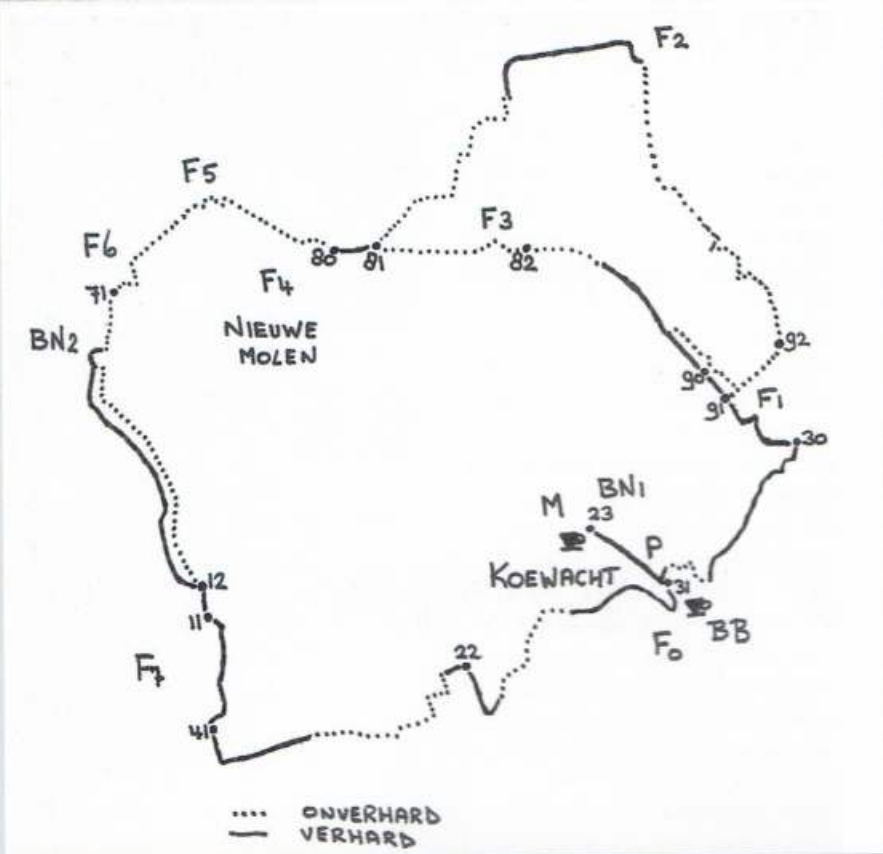 F2
F5
F3
F6
80
81
82
F4
71
BN2
NIEUWE
MOLEN
92
90
91
F1
30
BN1
M
23
P
KOEWACHT
31
12
11
BB
F0
22
F7
41
ONVERHARD
VERHARD